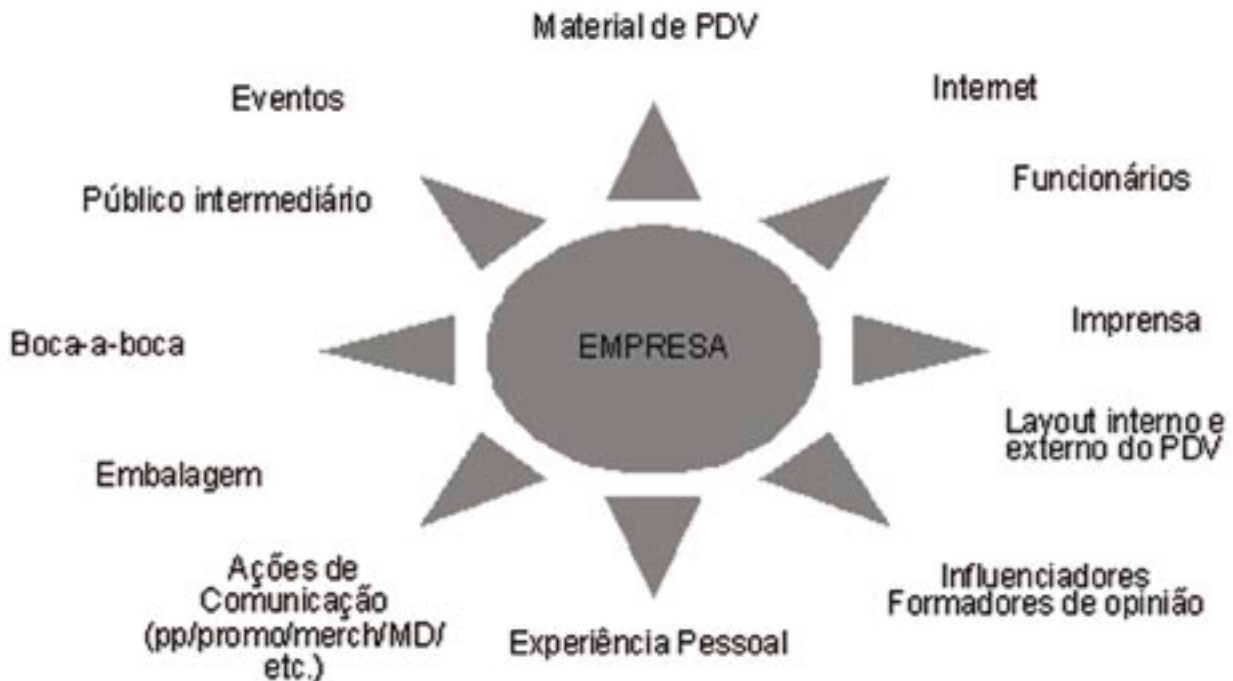 Material de PDV
Eventos
Internet
Público intermediário
Funcionários
Boca-a-boca
EMPRESA
Imprensa
Layout interno e
externo do PDV
Embalagem
Ações de
Comunicação
(pp/promo/merch/MD/
etc.)
Experiência Pessoal
Influenciadores
Formadores de opinião